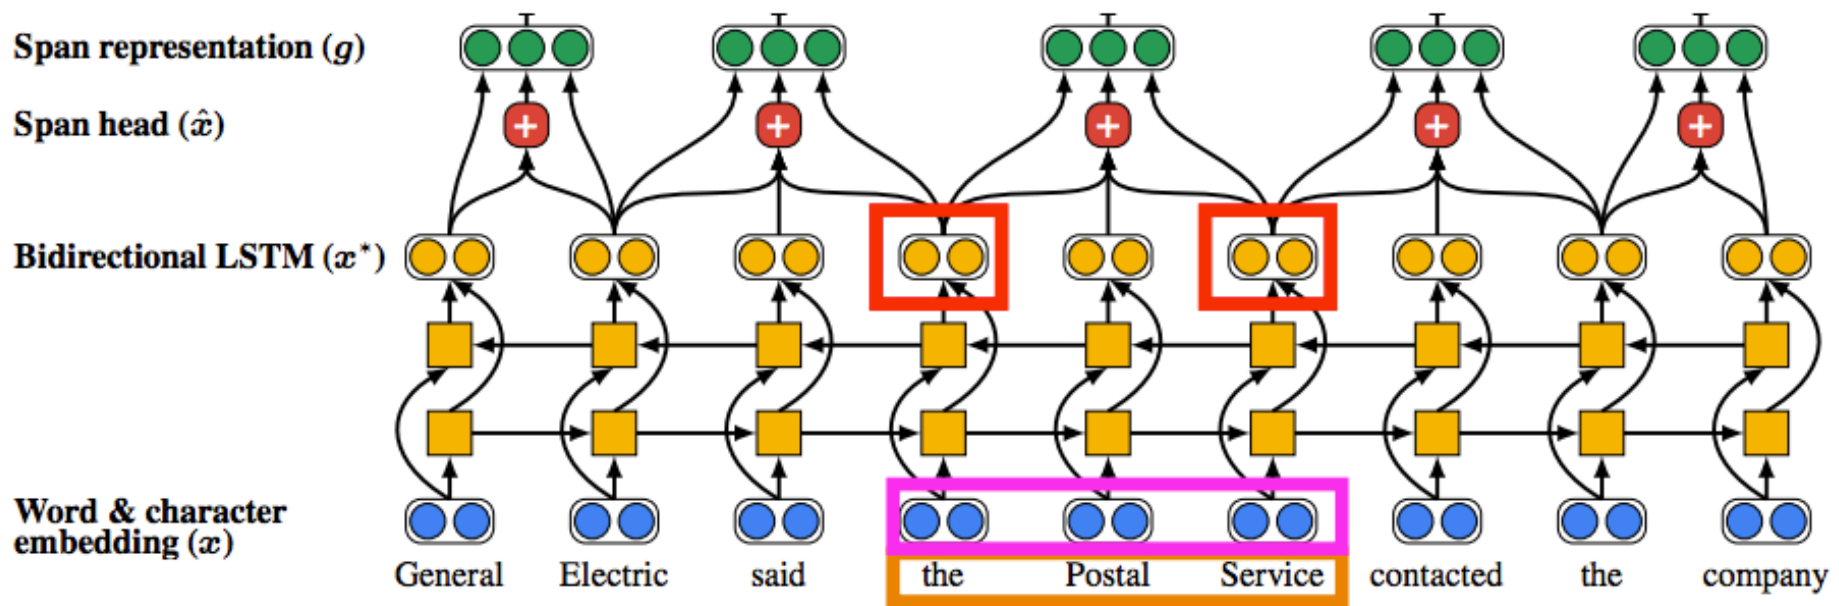 Span representation (g)
Span head (x̂)
Bidirectional LSTM (x*)
Word & character
embedding (x)
General Electric said the Postal Service contacted the company